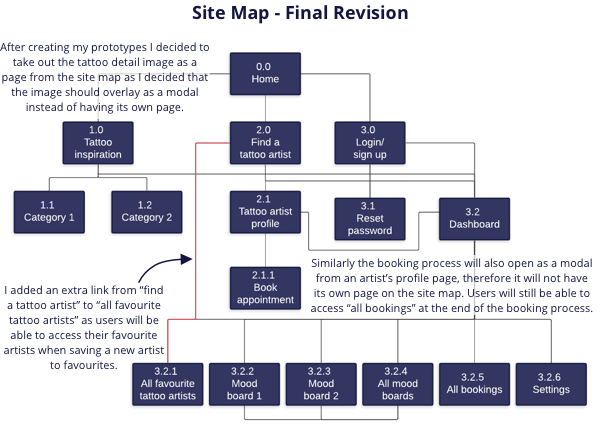 Site Map - Final Revision
After creating my prototypes I decided to
take out the tattoo detail image as a
page from the site map as I decided that
the image should overlay as a modal
instead of having its own page.
0.0
Home
1.0
Tattoo
inspiration
2.0
Find a
tattoo artist
3.0
Login/
sign up
1.1
Category 1
1.2
Category 2
2.1
Tattoo artist
profile
3.1
Reset
password
3.2
Dashboard
2.1.1
Book
appointment
Similarly the booking process will also open as a modal
from an artist’s profile page, therefore it will not have
its own page on the site map. Users will still be able to
access “all bookings” at the end of the booking process.
I added an extra link from “find
a tattoo artist” to “all favourite
tattoo artists” as users will be
able to access their favourite
artists when saving a new artist
to favourites.
3.2.1
All favourite
tattoo artists
3.2.2
Mood
board 1
3.2.3
Mood
board 2
3.2.4
All mood
boards
3.2.5
All bookings
3.2.6
Settings